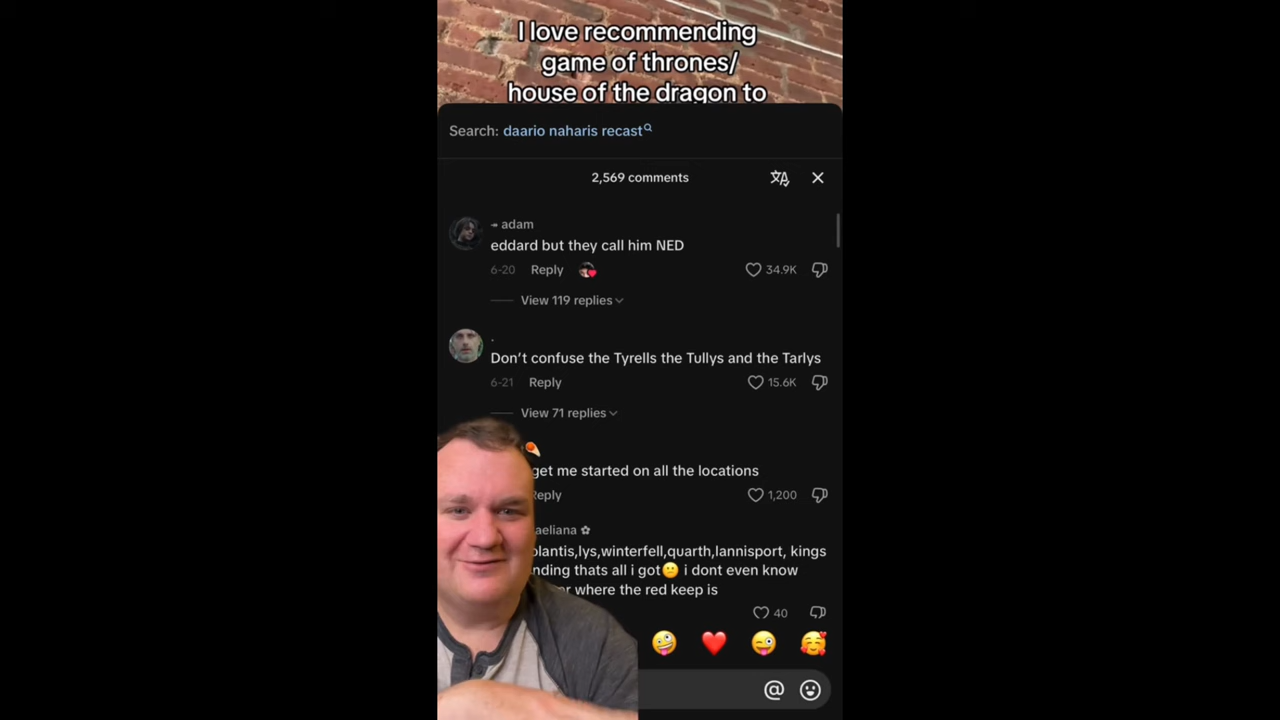 I love recommending
game of thrones/
house of the dragon to
Search: daario naharis recast
2,569 comments
adam
eddard but they call him NED
6-20 Reply
34.9K
View 119 replies
.
Don’t confuse the Tyrells the Tullys and the Tarlys
6-21 Reply
15.6K
View 71 replies
get me started on all the locations
Reply
1,200
aeliana
olantis,lys,winterfell,quarth,lannisport, kings
nding thats all i got😕 i dont even know
or where the red keep is
40
🤪 ❤️ 😜 🥰
@